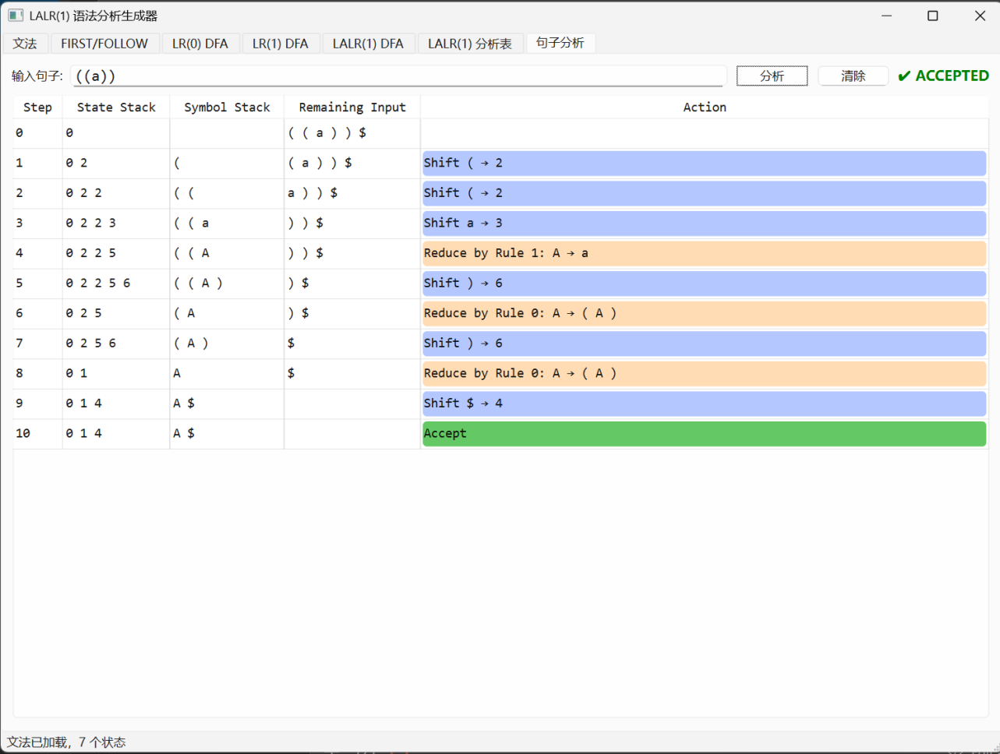 LALR(1) 语法分析生成器
文法 FIRST/FOLLOW LR(0) DFA LR(1) DFA LALR(1) DFA LALR(1) 分析表 句子分析
输入句子: ((a)) 分析 清除 ✔ ACCEPTED
Step State Stack Symbol Stack Remaining Input Action
0 0 ( ( a ) ) $
1 0 2 ( ( a ) ) $ Shift ( → 2
2 0 2 2 ( ( a ) ) $ Shift ( → 2
3 0 2 2 3 ( ( a ) ) $ Shift a → 3
4 0 2 2 5 ( ( A ) ) $ Reduce by Rule 1: A → a
5 0 2 2 5 6 ( ( A ) ) $ Shift ) → 6
6 0 2 5 ( A ) $ Reduce by Rule 0: A → ( A )
7 0 2 5 6 ( A ) $ Shift ) → 6
8 0 1 A $ Reduce by Rule 0: A → ( A )
9 0 1 4 A $ Shift $ → 4
10 0 1 4 A $ Accept
文法已加载，7 个状态